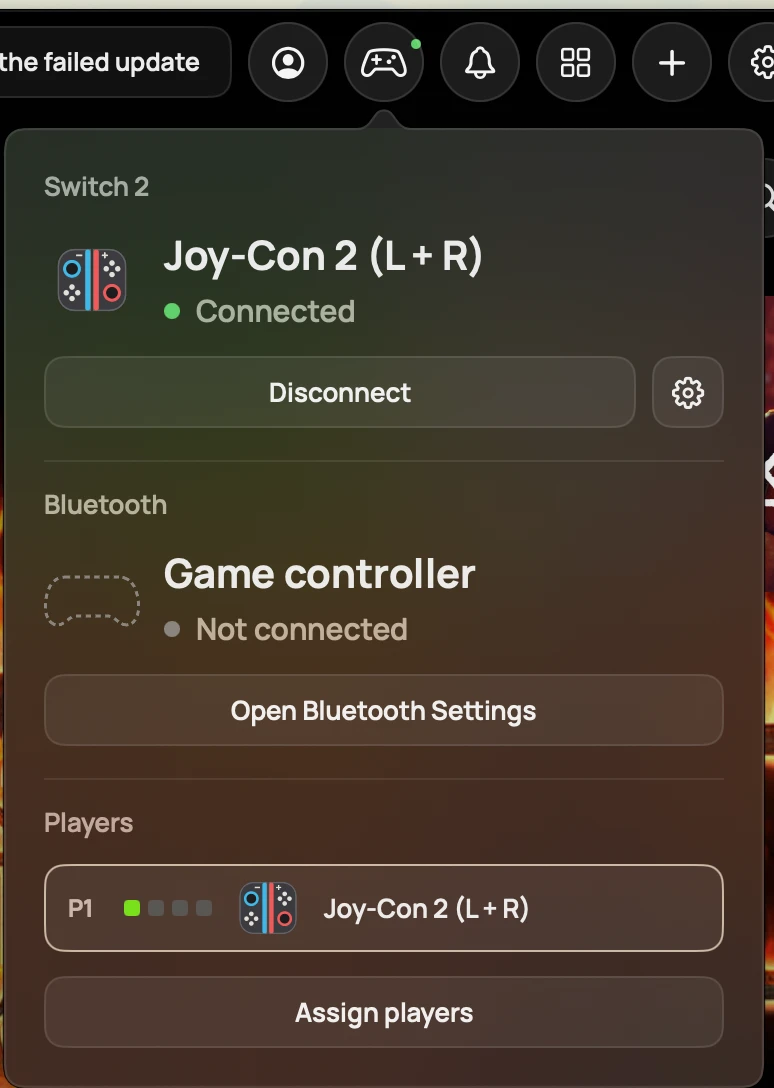 the failed update
Switch 2
Joy-Con 2 (L + R)
Connected
Disconnect
Bluetooth
Game controller
Not connected
Open Bluetooth Settings
Players
P1 Joy-Con 2 (L + R)
Assign players